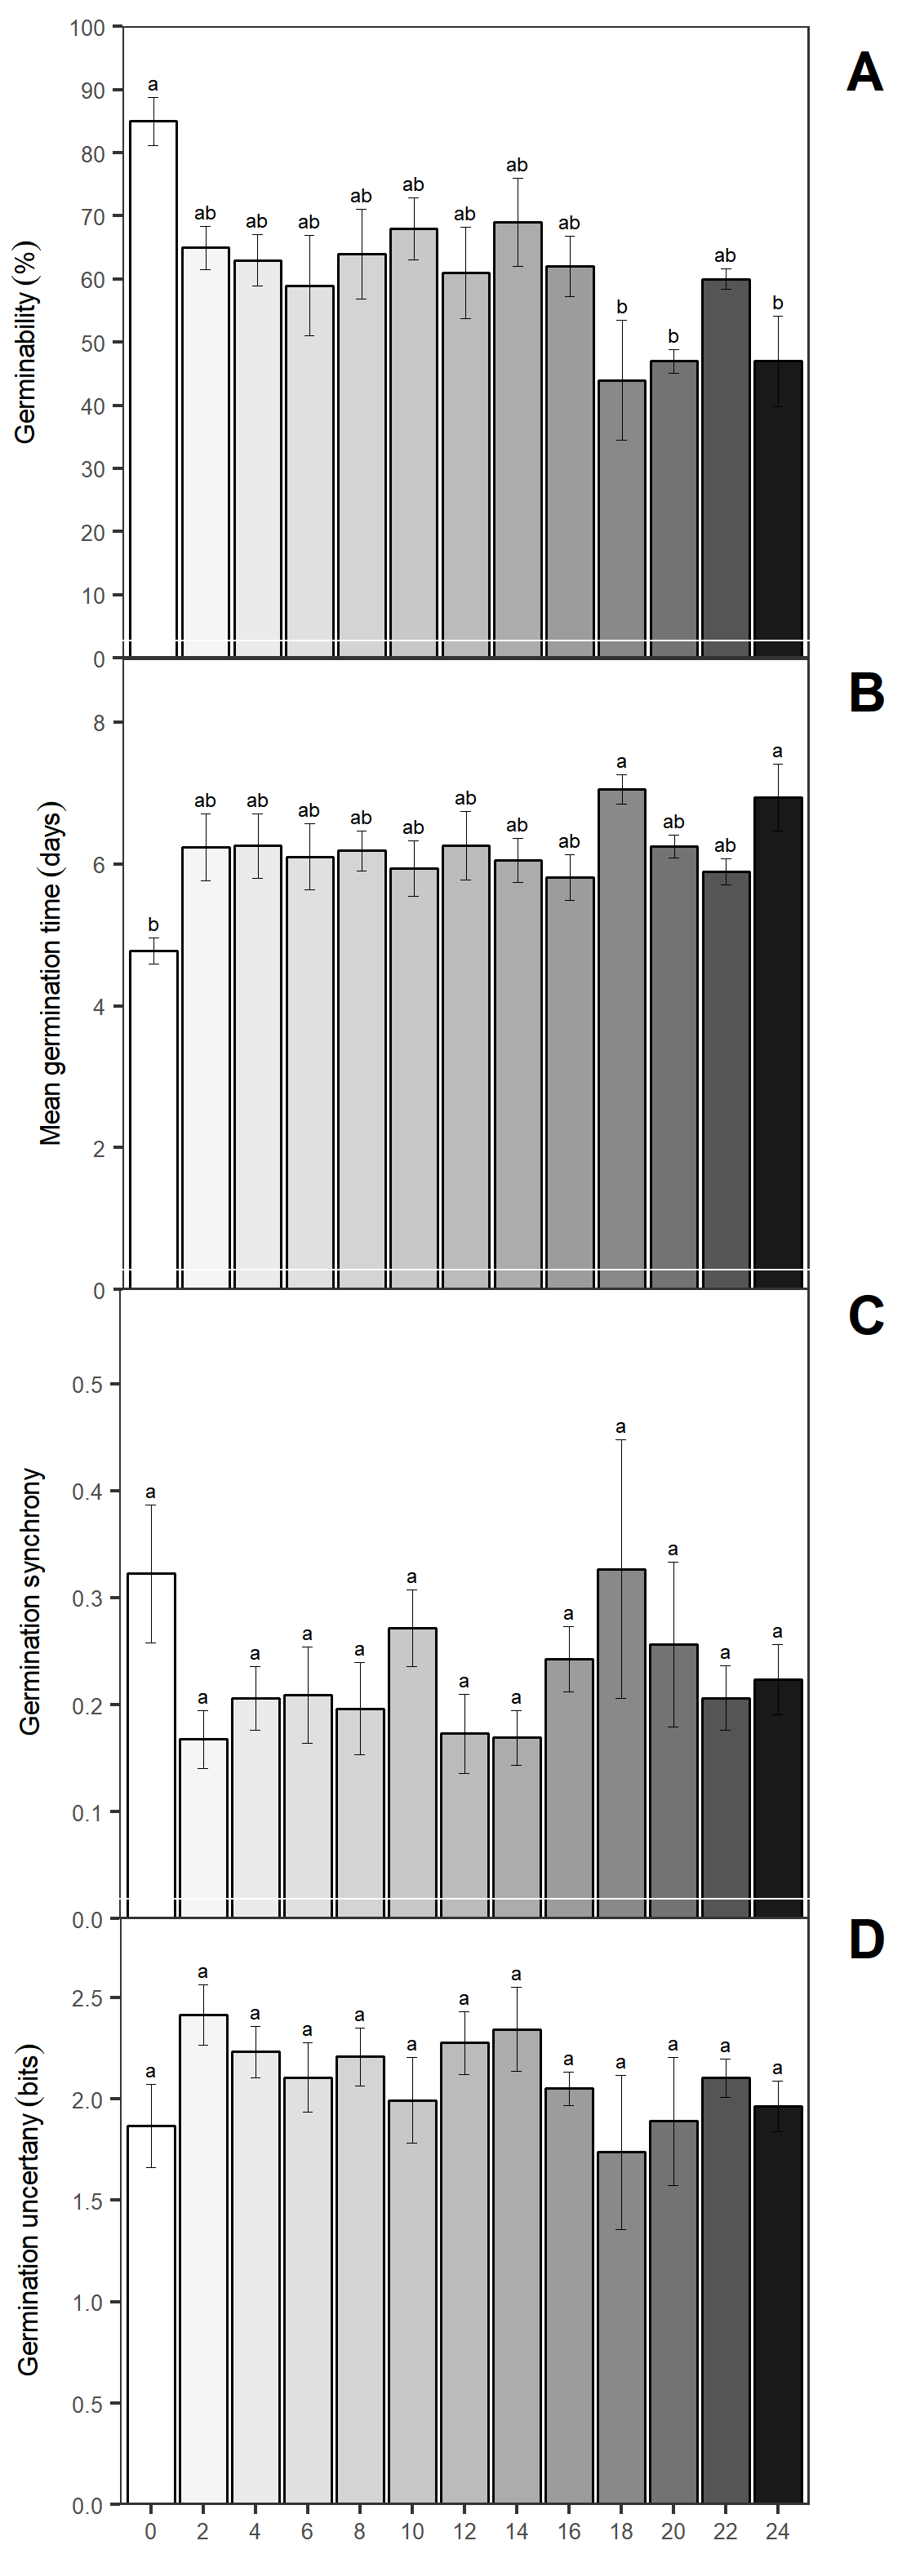 A
Germinability (%)
100
90
80
70
60
50
40
30
20
10
0
a ab ab ab ab ab ab ab ab b b ab b
B
Mean germination time (days)
8
6
4
2
0
b ab ab ab ab ab ab ab ab a ab ab a
C
Germination synchrony
0.5
0.4
0.3
0.2
0.1
0.0
a a a a a a a a a a a a a
D
Germination uncertany (bits)
2.5
2.0
1.5
1.0
0.5
0.0
a a a a a a a a a a a a a
0 2 4 6 8 10 12 14 16 18 20 22 24